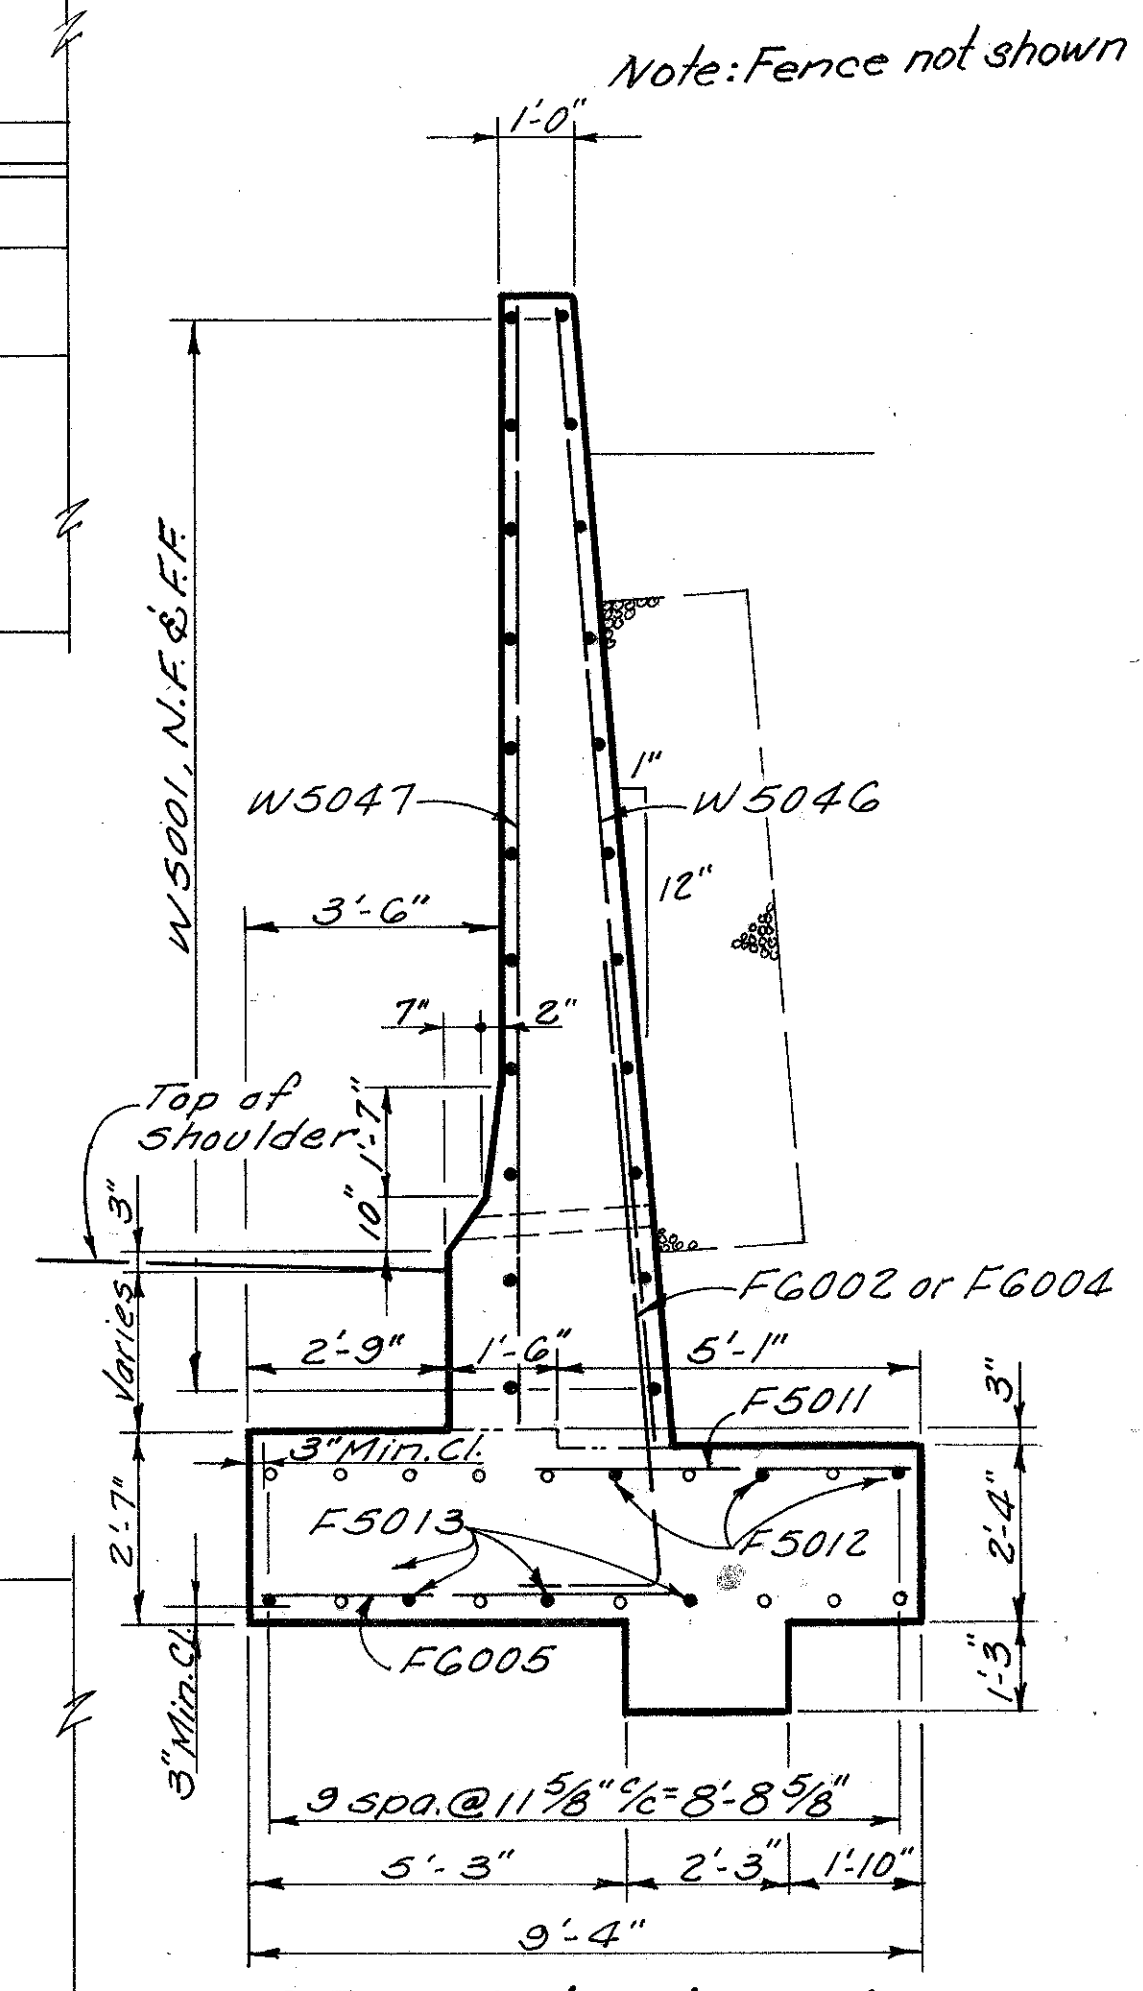 Note: Fence not shown
1'-0"
W5001, N.F. & F.F.
1"
W5047
W5046
12"
3'-6"
7"
2"
Top of
shoulder
1'-7"
10"
3"
F6002 or F6004
Varies
2'-9"
1'-6"
5'-1"
3"
F5011
3" Min. Cl.
2'-7"
F5013
F5012
2'-4"
F6005
3" Min. Cl.
1'-3"
9 spa. @ 11 5/8" c/c = 8'-8 5/8"
5'-3"
2'-3"
1'-10"
9'-4"